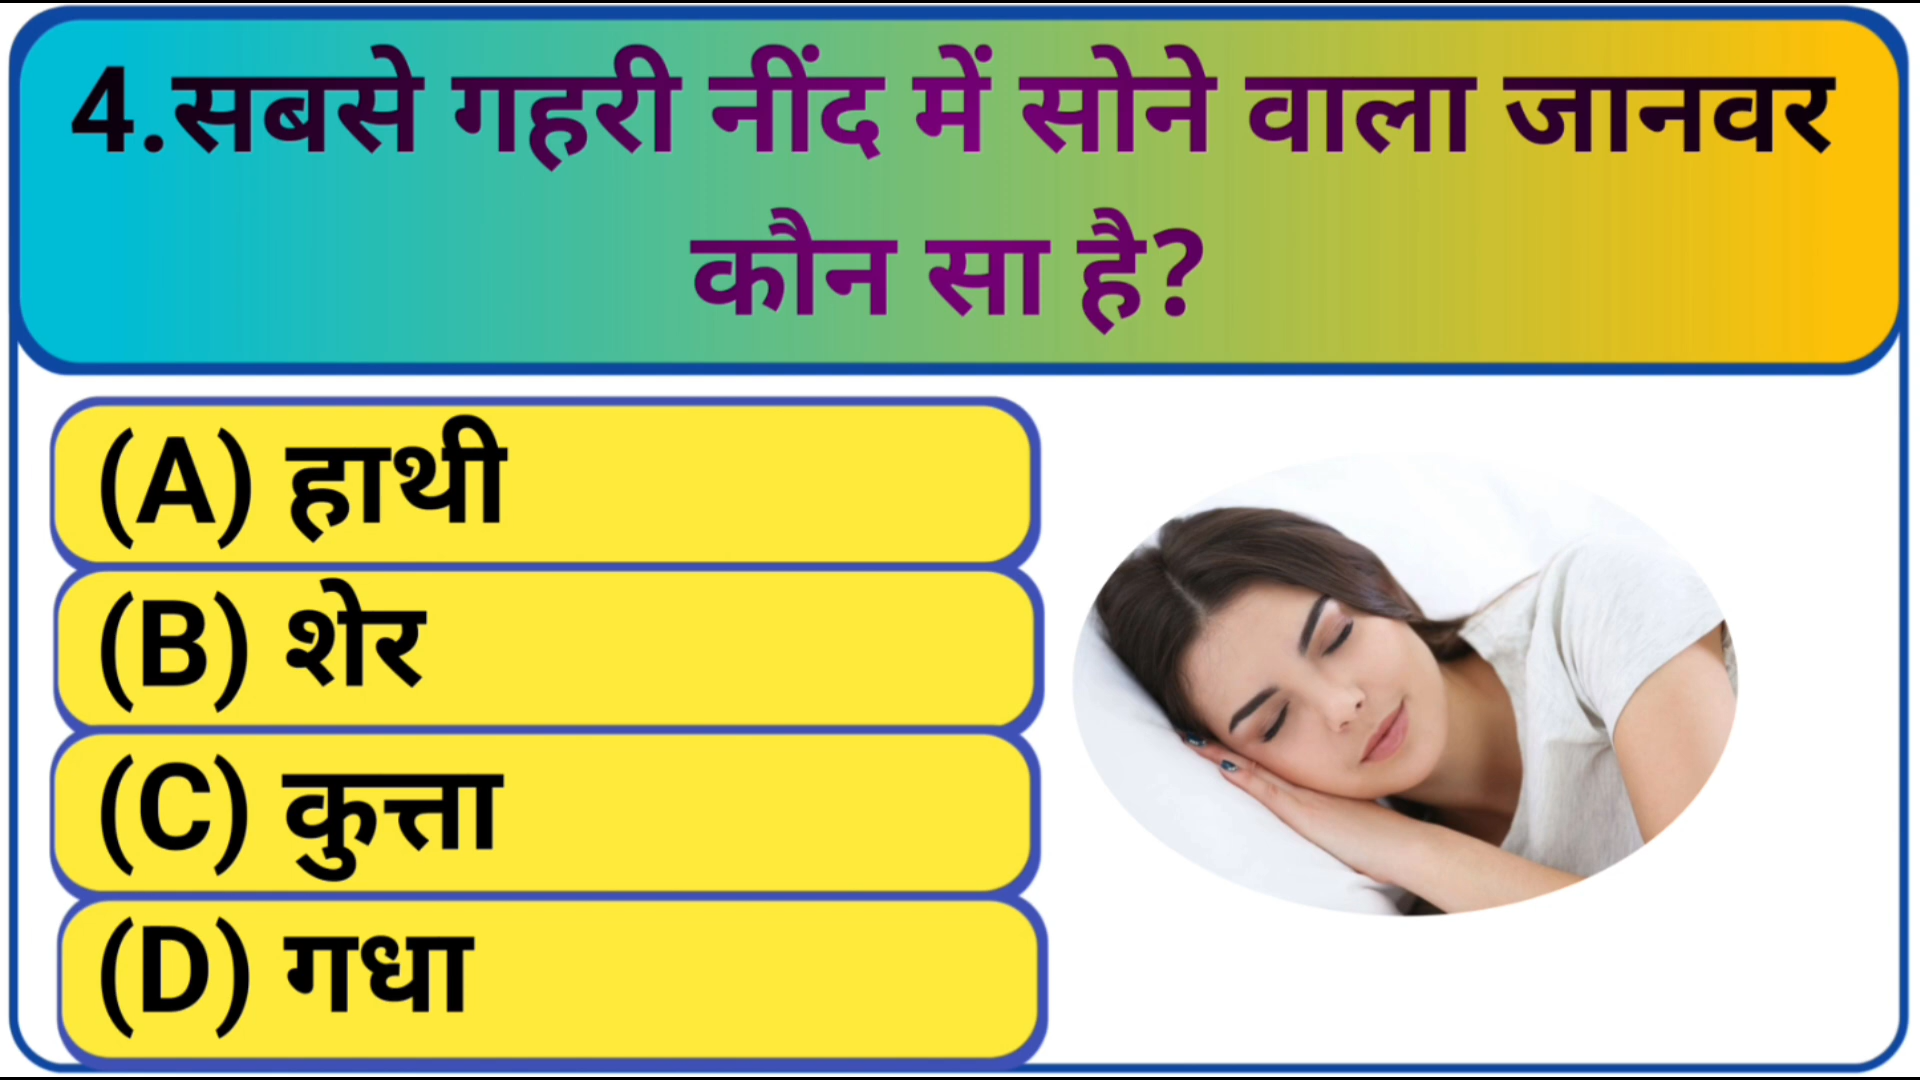 4.सबसे गहरी नींद में सोने वाला जानवर
कौन सा है?
(A) हाथी
(B) शेर
(C) कुत्ता
(D) गधा